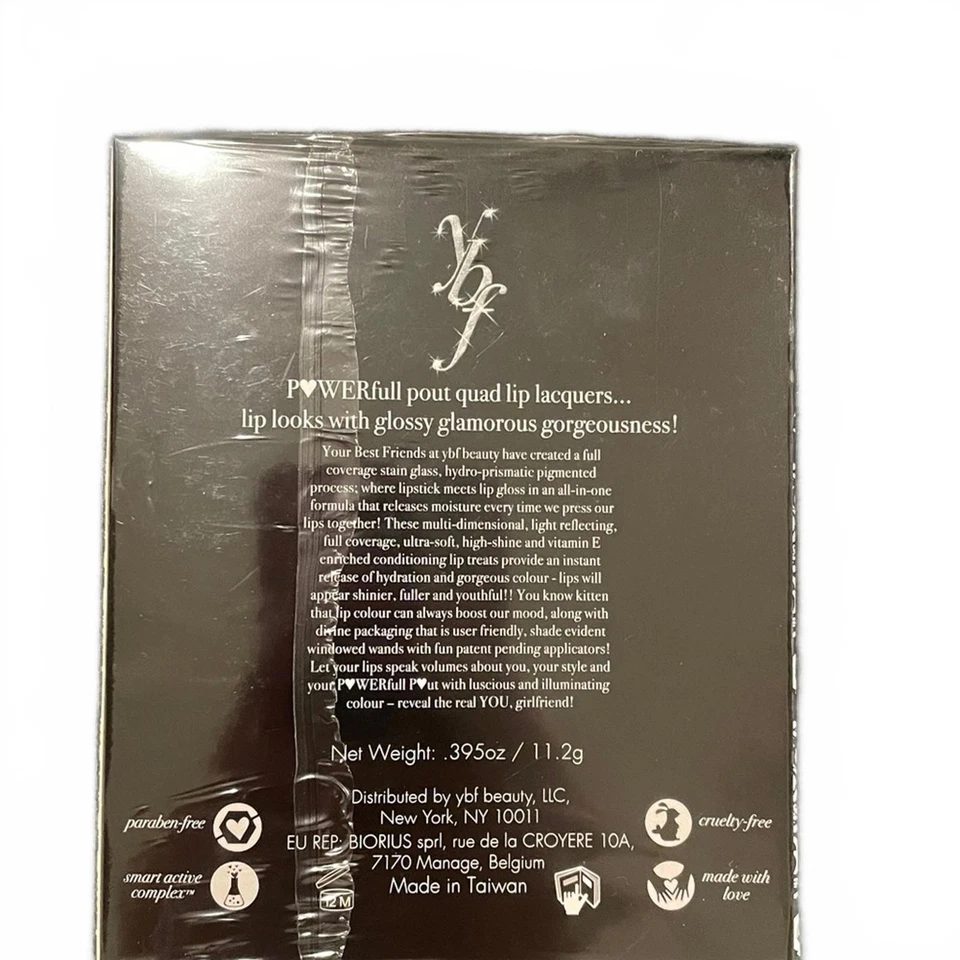 ybf
P♥WERfull pout quad lip lacquers...
lip looks with glossy glamorous gorgeousness!
Your Best Friends at ybf beauty have created a full
coverage stain glass, hydro-prismatic pigmented
process; where lipstick meets lip gloss in an all-in-one
formula that releases moisture every time we press our
lips together! These multi-dimensional, light reflecting,
full coverage, ultra-soft, high-shine and vitamin E
enriched conditioning lip treats provide an instant
release of hydration and gorgeous colour - lips will
appear shinier, fuller and youthful!! You know kitten
that lip colour can always boost our mood, along with
divine packaging that is user friendly, shade evident
windowed wands with fun patent pending applicators!
Let your lips speak volumes about you, your style and
your P♥WERfull P♥ut with luscious and illuminating
colour – reveal the real YOU, girlfriend!
Net Weight: .395oz / 11.2g
Distributed by ybf beauty, LLC,
New York, NY 10011
EU REP: BIORIUS sprl, rue de la CROYERE 10A,
7170 Manage, Belgium
Made in Taiwan
12 M
paraben-free
smart active
complex™
cruelty-free
made with
love